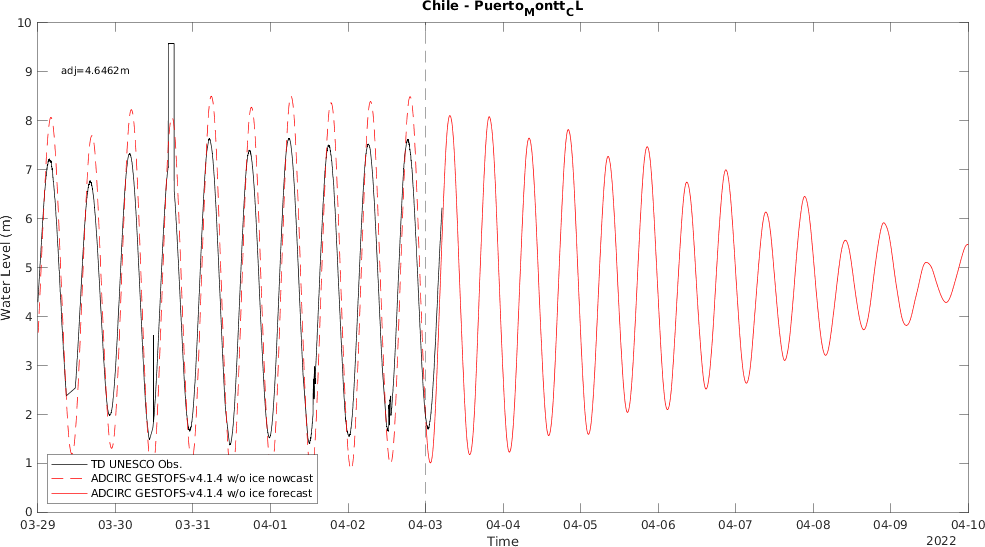 Chile - PuertoMonttCL
10
9
8
7
6
5
4
3
2
1
0
Water Level (m)
adj=4.6462m
TD UNESCO Obs.
ADCIRC GESTOFS-v4.1.4 w/o ice nowcast
ADCIRC GESTOFS-v4.1.4 w/o ice forecast
03-29 03-30 03-31 04-01 04-02 04-03 04-04 04-05 04-06 04-07 04-08 04-09 04-10
Time
2022